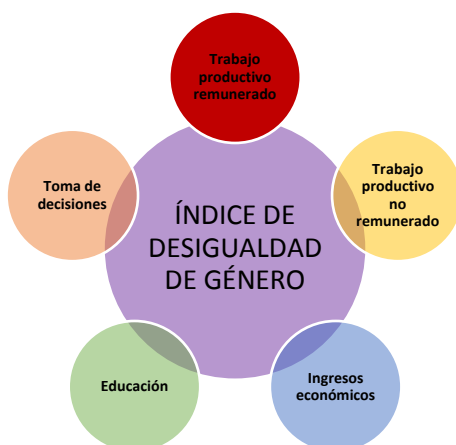 Trabajo
productivo
remunerado
Toma de
decisiones
Trabajo
productivo
no
remunerado
ÍNDICE DE
DESIGUALDAD
DE GÉNERO
Educación
Ingresos
económicos